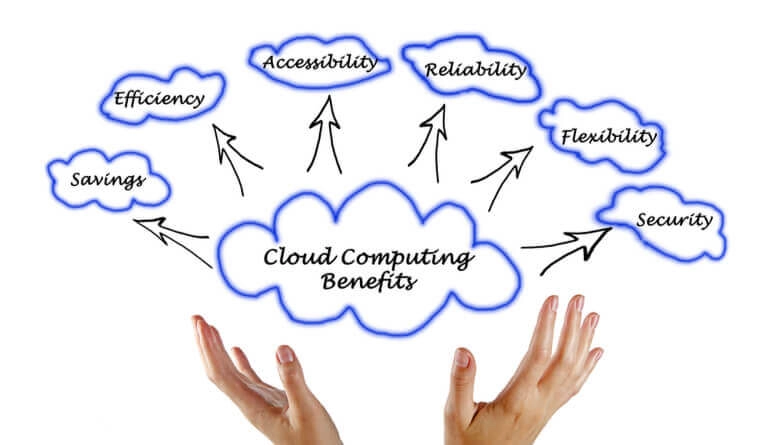 Accessibility
Reliability
Efficiency
Flexibility
Savings
Security
Cloud Computing
Benefits